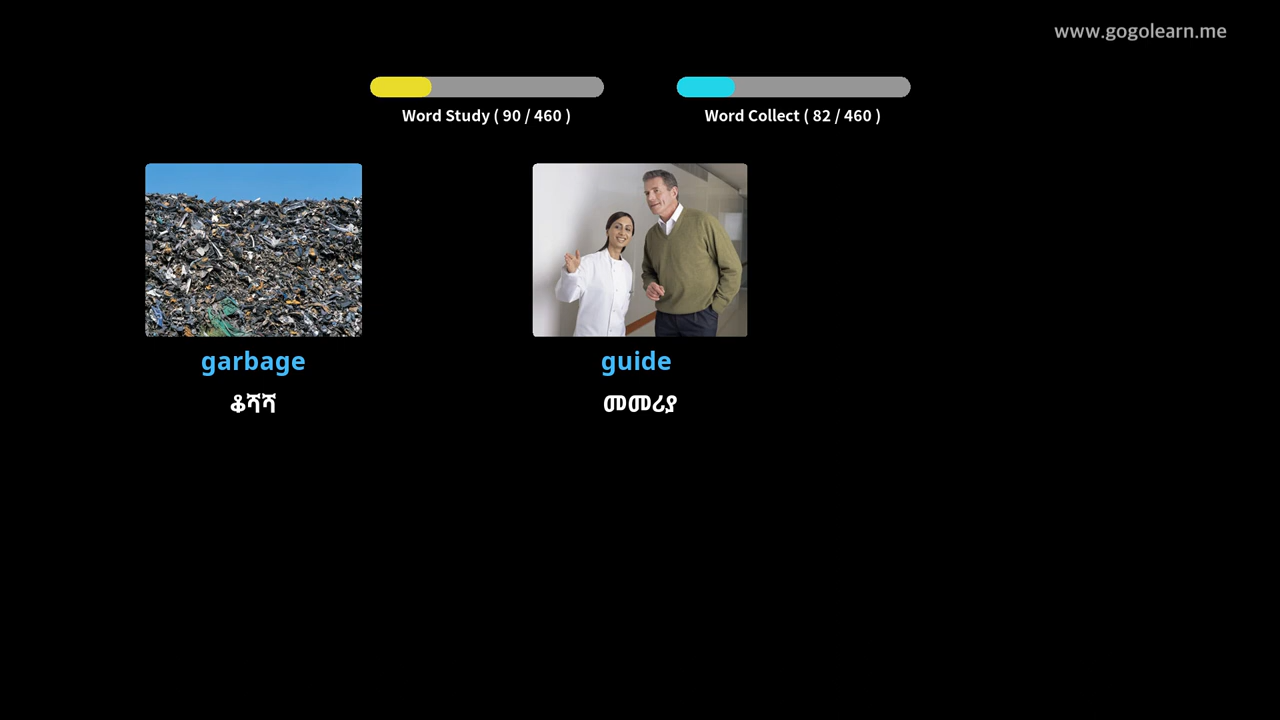 www.gogolearn.me
Word Study ( 90 / 460 )
Word Collect ( 82 / 460 )
garbage
ቆሻሻ
guide
መመሪያ